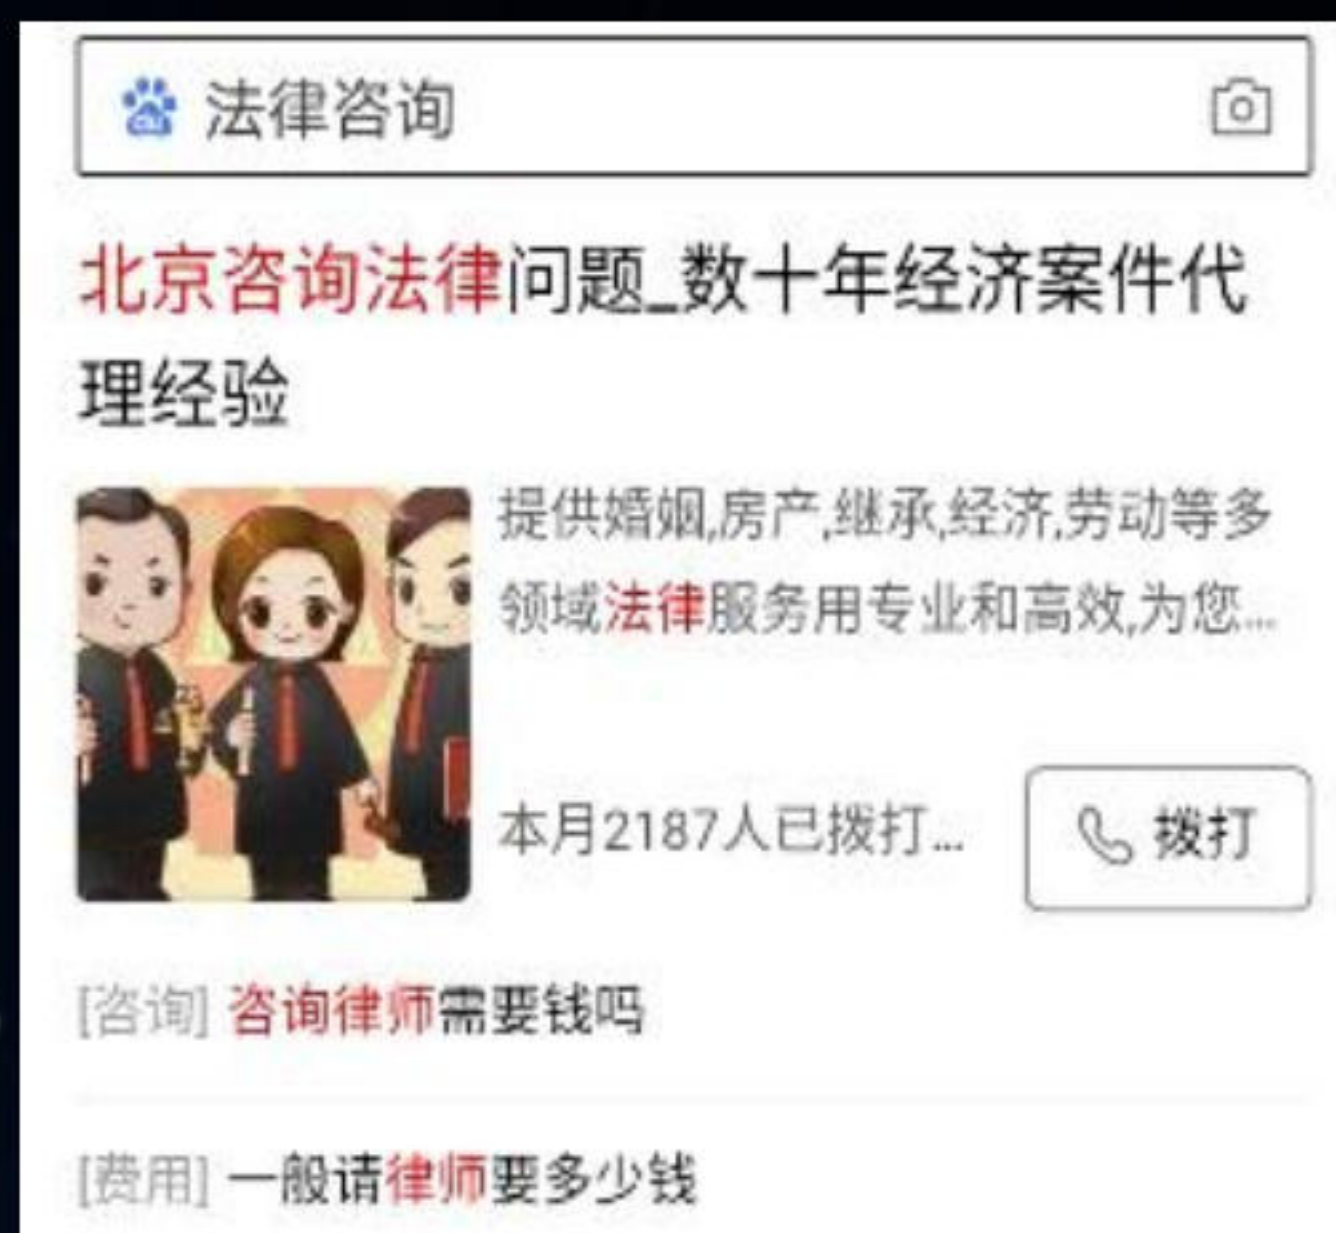 法律咨询
北京咨询法律问题_数十年经济案件代
理经验
提供婚姻,房产,继承,经济,劳动等多
领域法律服务用专业和高效,为您...
本月2187人已拨打...
拨打
[咨询] 咨询律师需要钱吗
[费用] 一般请律师要多少钱